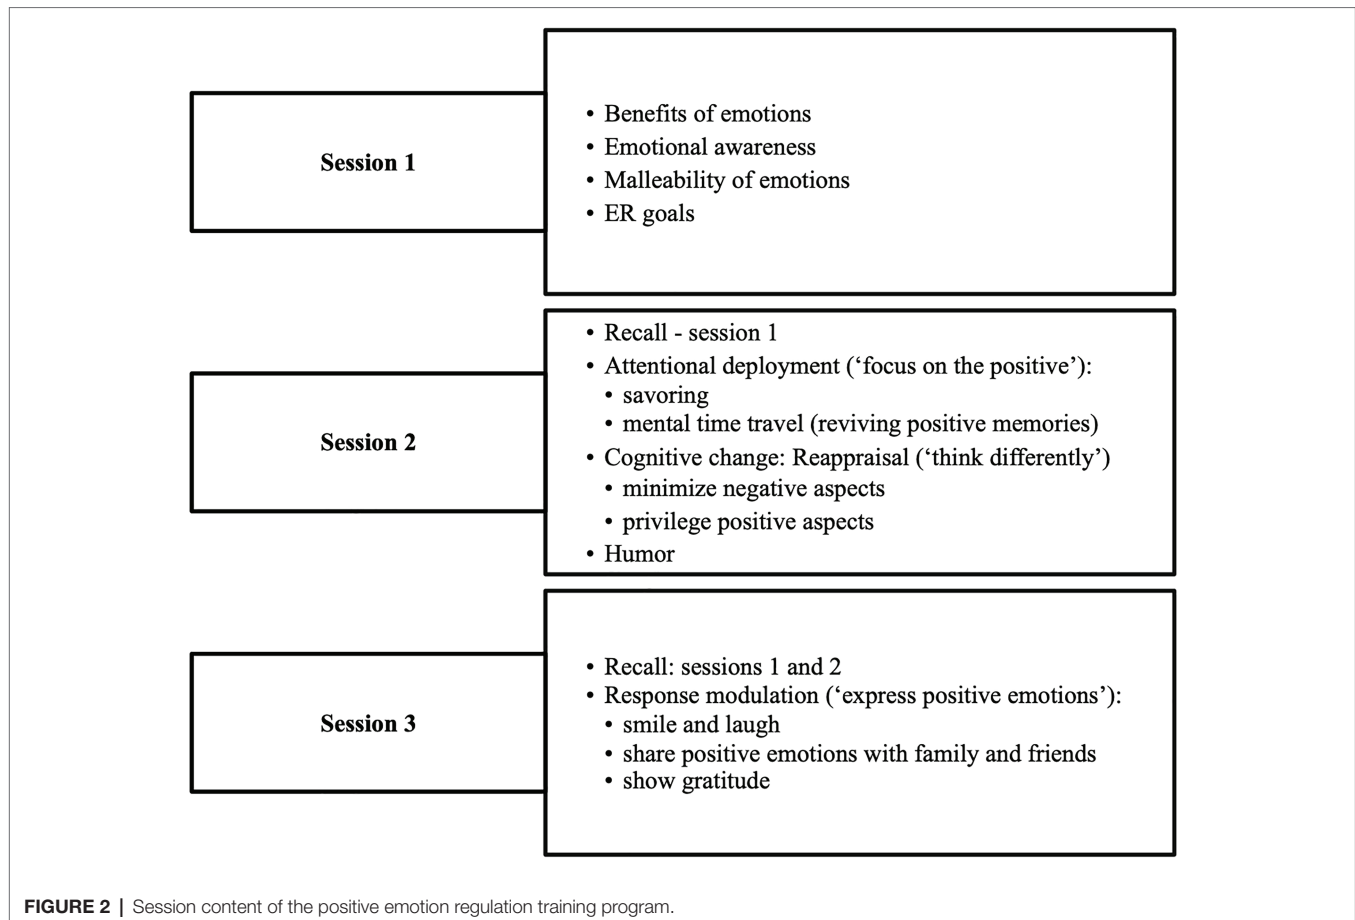 Session 1
• Benefits of emotions
• Emotional awareness
• Malleability of emotions
• ER goals
Session 2
• Recall - session 1
• Attentional deployment (‘focus on the positive’):
• savoring
• mental time travel (reviving positive memories)
• Cognitive change: Reappraisal (‘think differently’)
• minimize negative aspects
• privilege positive aspects
• Humor
Session 3
• Recall: sessions 1 and 2
• Response modulation (‘express positive emotions’):
• smile and laugh
• share positive emotions with family and friends
• show gratitude
FIGURE 2 | Session content of the positive emotion regulation training program.